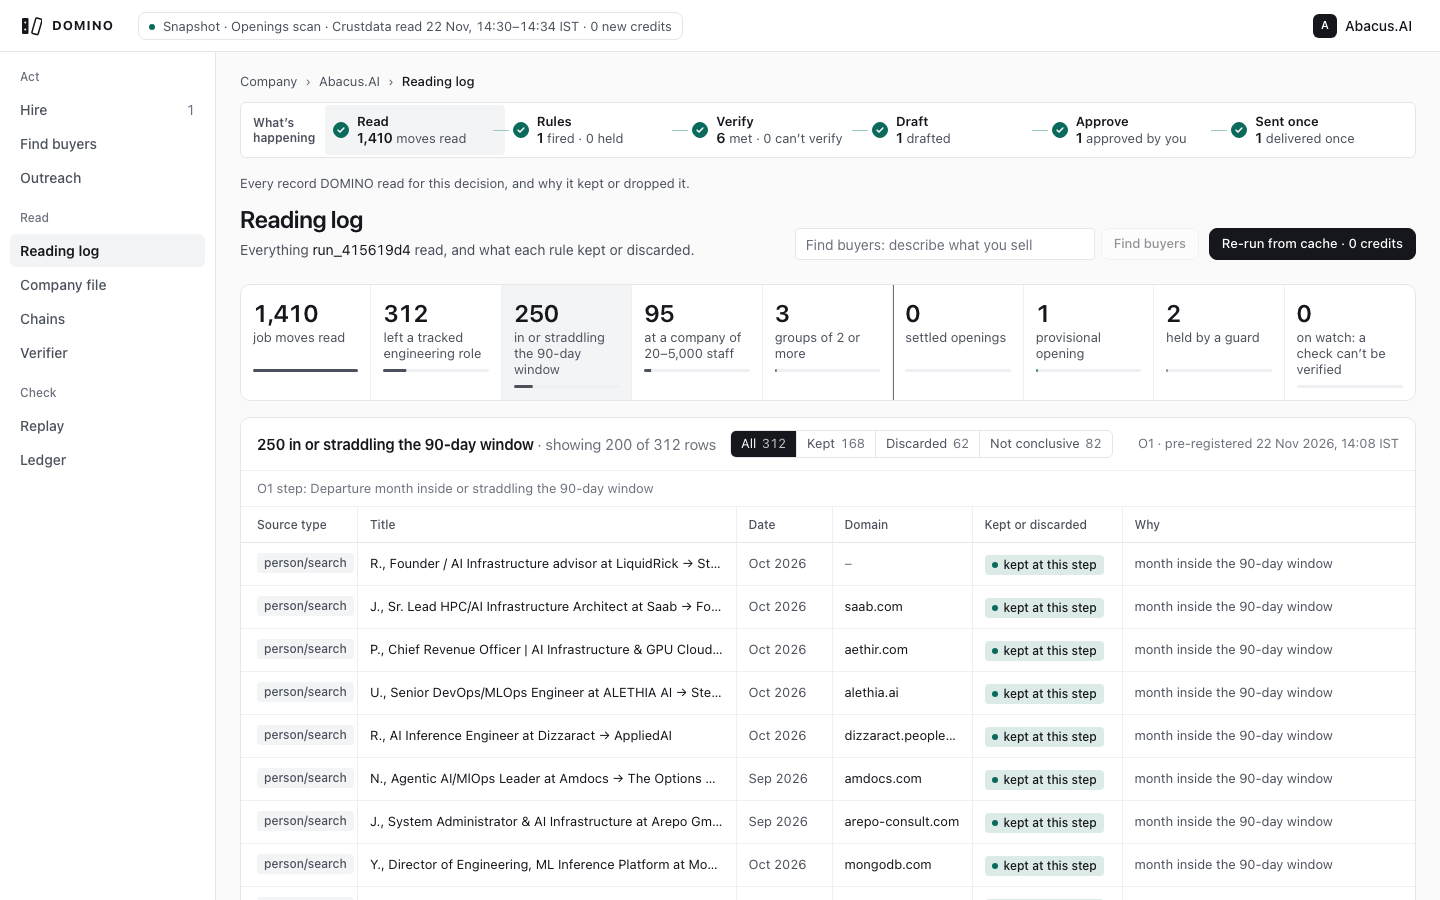 DOMINO
Snapshot · Openings scan · Crustdata read 22 Nov, 14:30–14:34 IST · 0 new credits
A
Abacus.AI
Act
Hire 1
Find buyers
Outreach
Read
Reading log
Company file
Chains
Verifier
Check
Replay
Ledger
Company › Abacus.AI › Reading log
What's happening
Read
1,410 moves read
Rules
1 fired · 0 held
Verify
6 met · 0 can't verify
Draft
1 drafted
Approve
1 approved by you
Sent once
1 delivered once
Every record DOMINO read for this decision, and why it kept or dropped it.
Reading log
Everything run_415619d4 read, and what each rule kept or discarded.
Find buyers: describe what you sell
Find buyers
Re-run from cache · 0 credits
1,410
job moves read
312
left a tracked
engineering role
250
in or straddling
the 90-day
window
95
at a company of
20–5,000 staff
3
groups of 2 or
more
0
settled openings
1
provisional
opening
2
held by a guard
0
on watch: a
check can't be
verified
250 in or straddling the 90-day window · showing 200 of 312 rows
All 312
Kept 168
Discarded 62
Not conclusive 82
O1 · pre-registered 22 Nov 2026, 14:08 IST
O1 step: Departure month inside or straddling the 90-day window
Source type Title Date Domain Kept or discarded Why
person/search R., Founder / AI Infrastructure advisor at LiquidRick → St... Oct 2026 – kept at this step month inside the 90-day window
person/search J., Sr. Lead HPC/AI Infrastructure Architect at Saab → Fo... Oct 2026 saab.com kept at this step month inside the 90-day window
person/search P., Chief Revenue Officer | AI Infrastructure & GPU Cloud... Oct 2026 aethir.com kept at this step month inside the 90-day window
person/search U., Senior DevOps/MLOps Engineer at ALETHIA AI → Ste... Oct 2026 alethia.ai kept at this step month inside the 90-day window
person/search R., AI Inference Engineer at Dizzaract → AppliedAI Oct 2026 dizzaract.people... kept at this step month inside the 90-day window
person/search N., Agentic AI/MlOps Leader at Amdocs → The Options ... Sep 2026 amdocs.com kept at this step month inside the 90-day window
person/search J., System Administrator & AI Infrastructure at Arepo Gm... Sep 2026 arepo-consult.com kept at this step month inside the 90-day window
person/search Y., Director of Engineering, ML Inference Platform at Mo... Oct 2026 mongodb.com kept at this step month inside the 90-day window